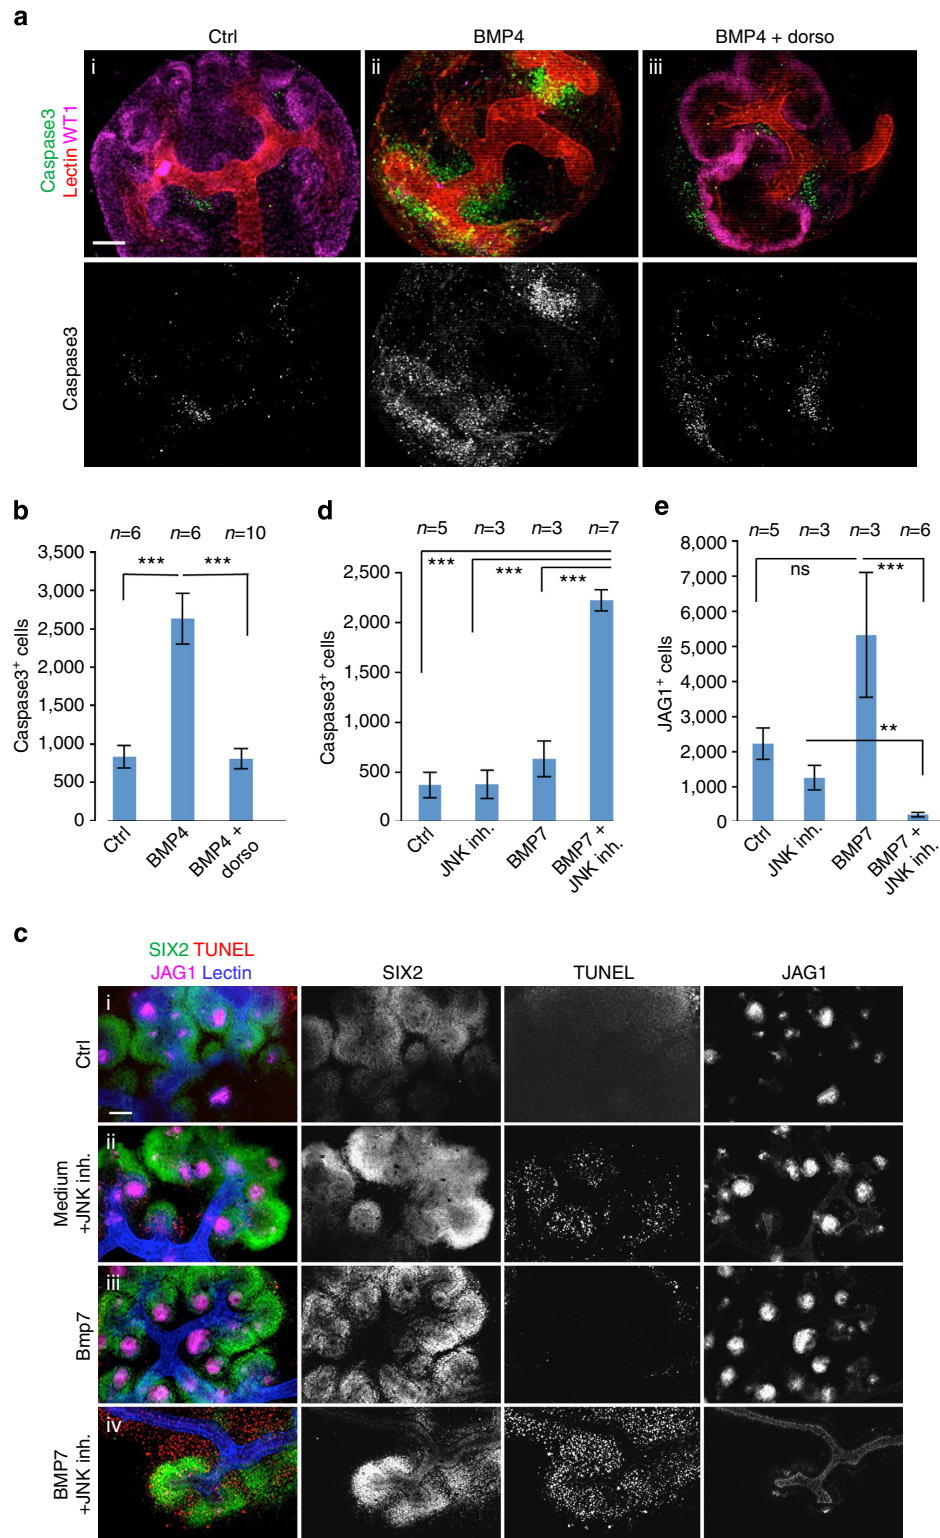 a
Ctrl
BMP4
BMP4 + dorso
Caspase3
Lectin WT1
i
ii
iii
Caspase3
b
n=6
n=6
n=10
3,500
3,000
2,500
2,000
1,500
1,000
500
0
Caspase3+ cells
***
***
Ctrl
BMP4
BMP4 +
dorso
d
n=5
n=3
n=3
n=7
2,500
2,000
1,500
1,000
500
0
Caspase3+ cells
***
***
***
Ctrl
JNK inh.
BMP7
BMP7 +
JNK inh.
e
n=5
n=3
n=3
n=6
8,000
7,000
6,000
5,000
4,000
3,000
2,000
1,000
0
JAG1+ cells
ns
***
**
Ctrl
JNK inh.
BMP7
BMP7 +
JNK inh.
c
SIX2 TUNEL
JAG1 Lectin
SIX2
TUNEL
JAG1
Ctrl
i
Medium
+JNK inh.
ii
Bmp7
iii
BMP7
+JNK inh.
iv